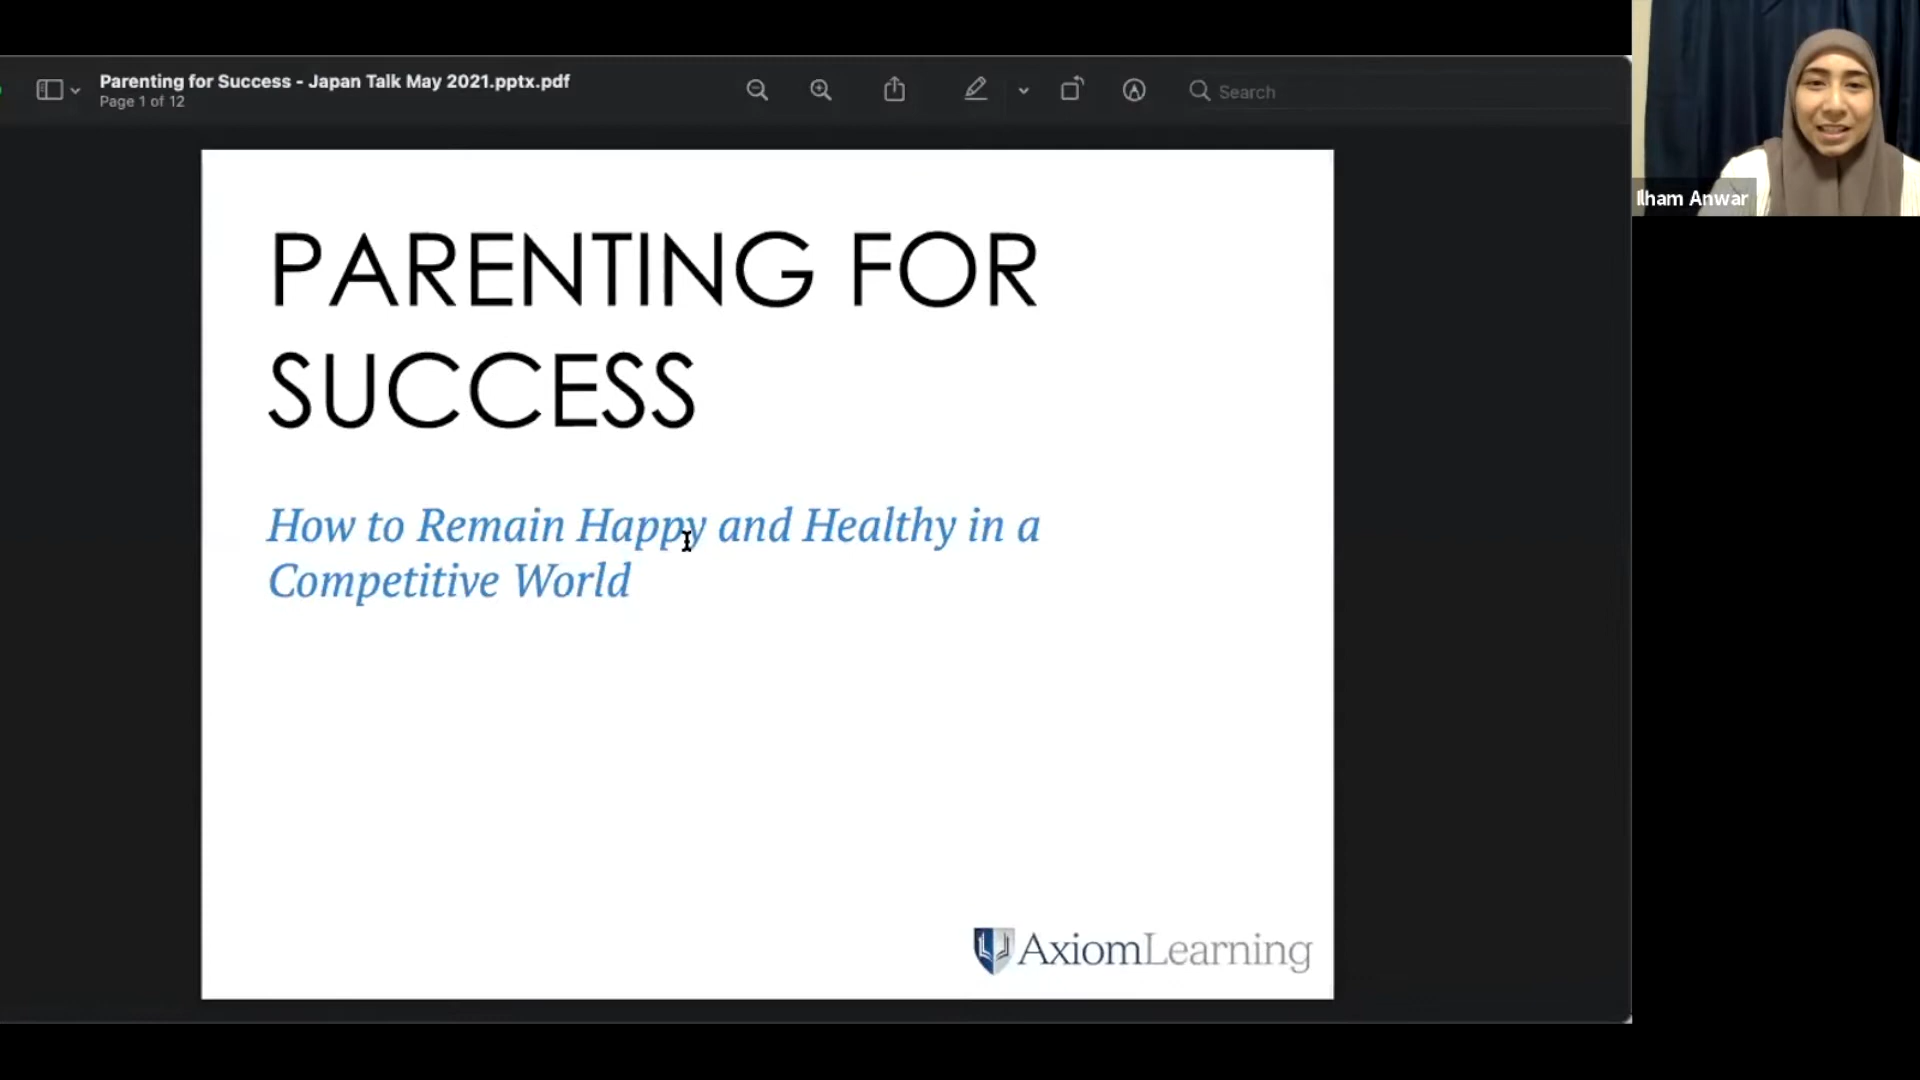 Parenting for Success - Japan Talk May 2021.pptx.pdf
Page 1 of 12
Search
Ilham Anwar
PARENTING FOR
SUCCESS
How to Remain Happy and Healthy in a
Competitive World
AxiomLearning